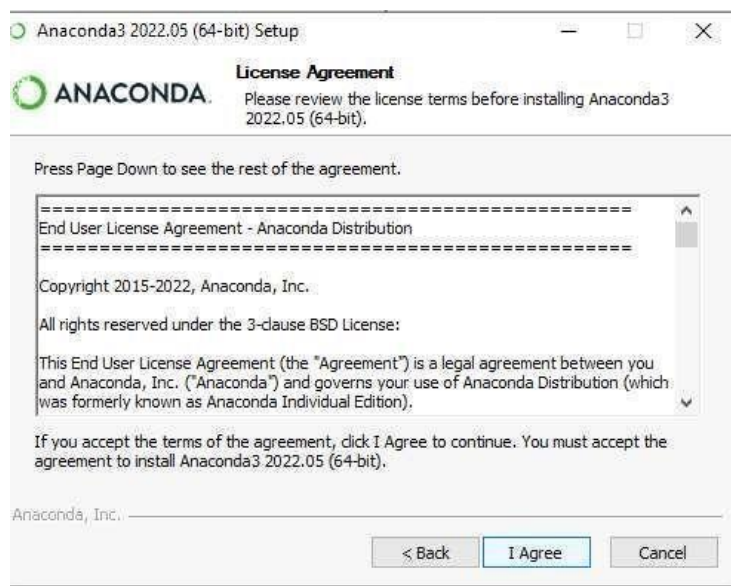 Anaconda3 2022.05 (64-bit) Setup
ANACONDA.
License Agreement
Please review the license terms before installing Anaconda3
2022.05 (64-bit).
Press Page Down to see the rest of the agreement.
==================================================
End User License Agreement - Anaconda Distribution
==================================================
Copyright 2015-2022, Anaconda, Inc.
All rights reserved under the 3-clause BSD License:
This End User License Agreement (the "Agreement") is a legal agreement between you
and Anaconda, Inc. ("Anaconda") and governs your use of Anaconda Distribution (which
was formerly known as Anaconda Individual Edition).
If you accept the terms of the agreement, click I Agree to continue. You must accept the
agreement to install Anaconda3 2022.05 (64-bit).
Anaconda, Inc.
< Back
I Agree
Cancel